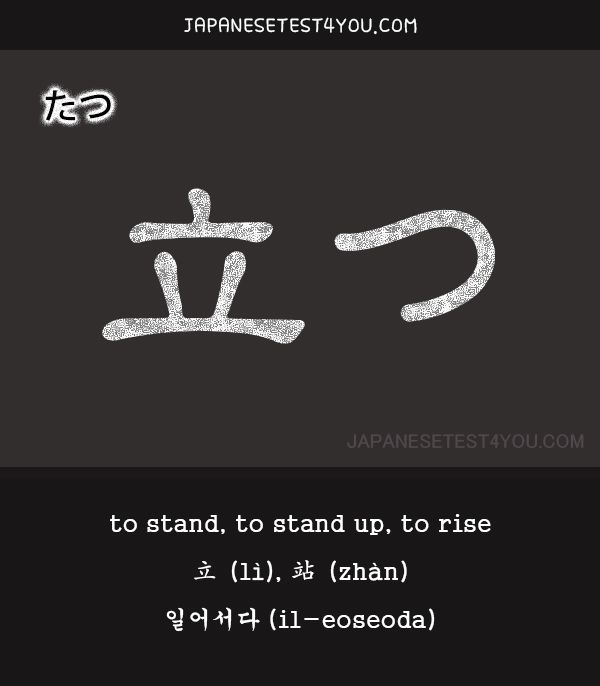 JAPANESETEST4YOU.COM
たつ
立つ
JAPANESETEST4YOU.COM
to stand, to stand up, to rise
立 (lì), 站 (zhàn)
일어서다 (il-eoseoda)